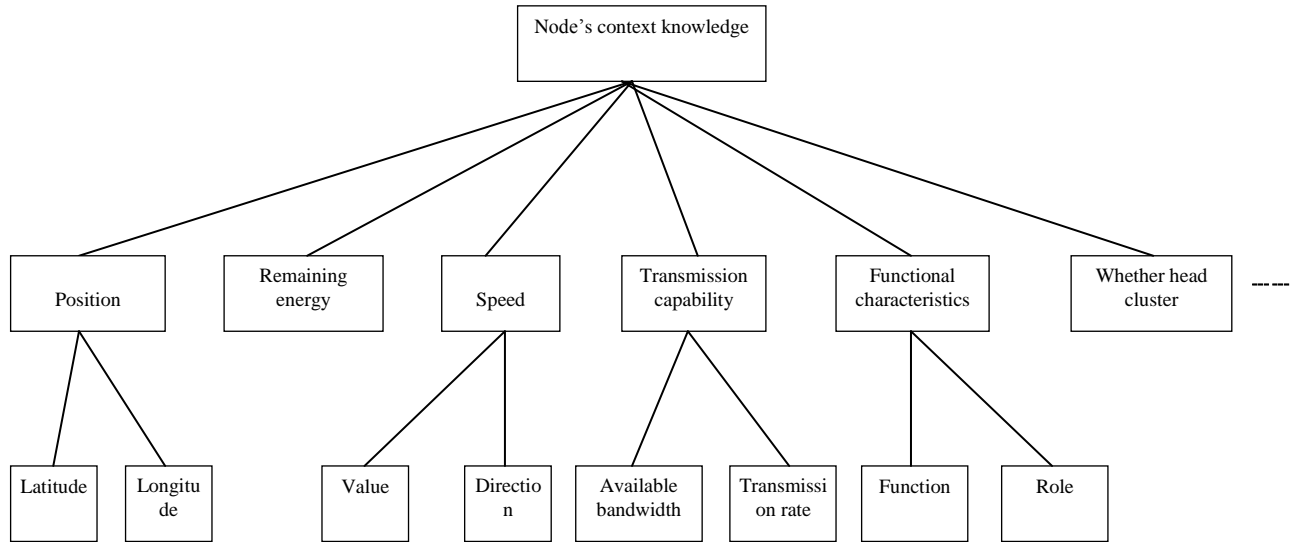 Node's context knowledge
Position
Remaining
energy
Speed
Transmission
capability
Functional
characteristics
Whether head
cluster
Latitude
Longitu
de
Value
Directio
n
Available
bandwidth
Transmissi
on rate
Function
Role